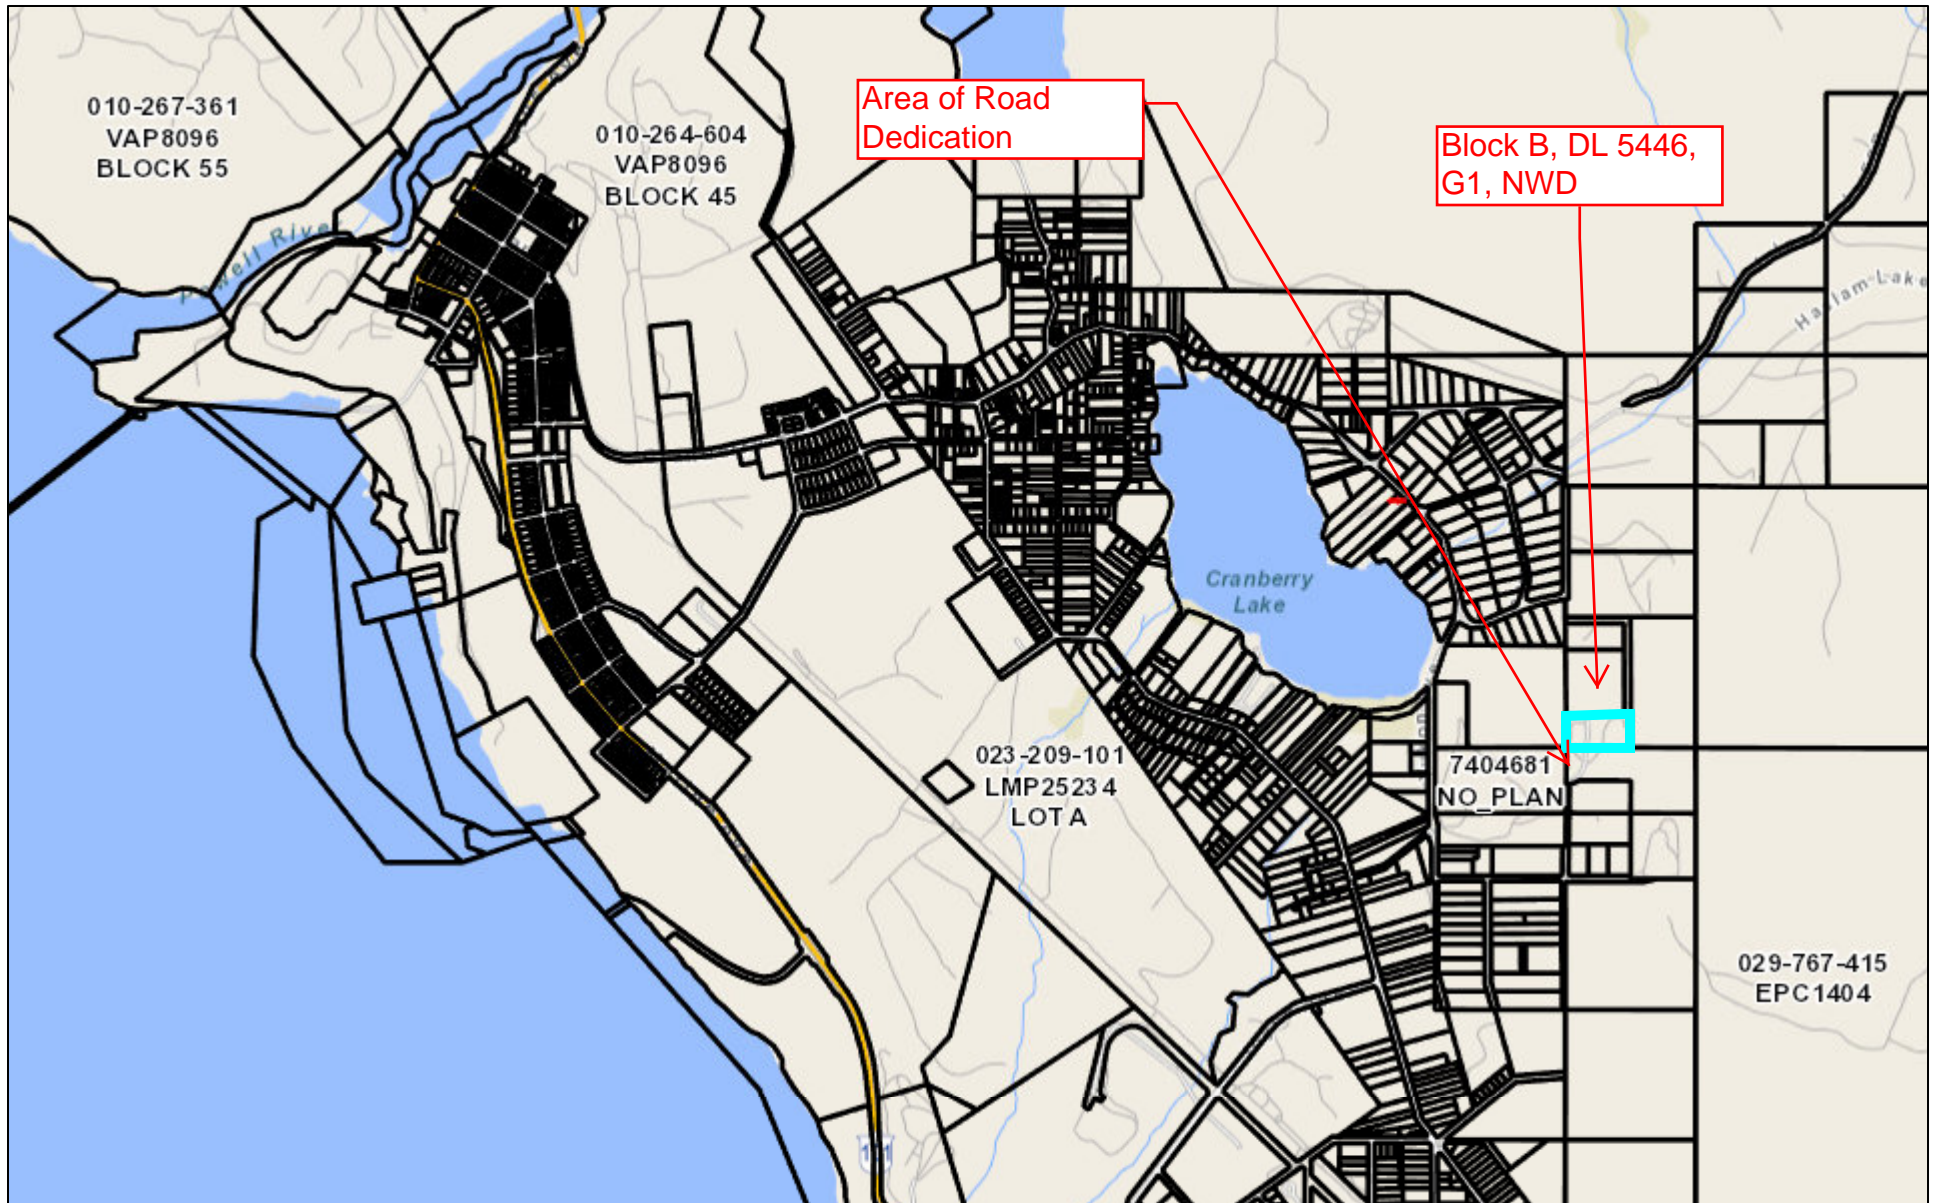 010-267-361
VAP8096
BLOCK 55
010-264-604
VAP8096
BLOCK 45
Area of Road
Dedication
Block B, DL 5446,
G1, NWD
Powell River
Haslam-Lake
Cranberry
Lake
023-209-101
LMP25234
LOT A
7404681
NO_PLAN
029-767-415
EPC1404